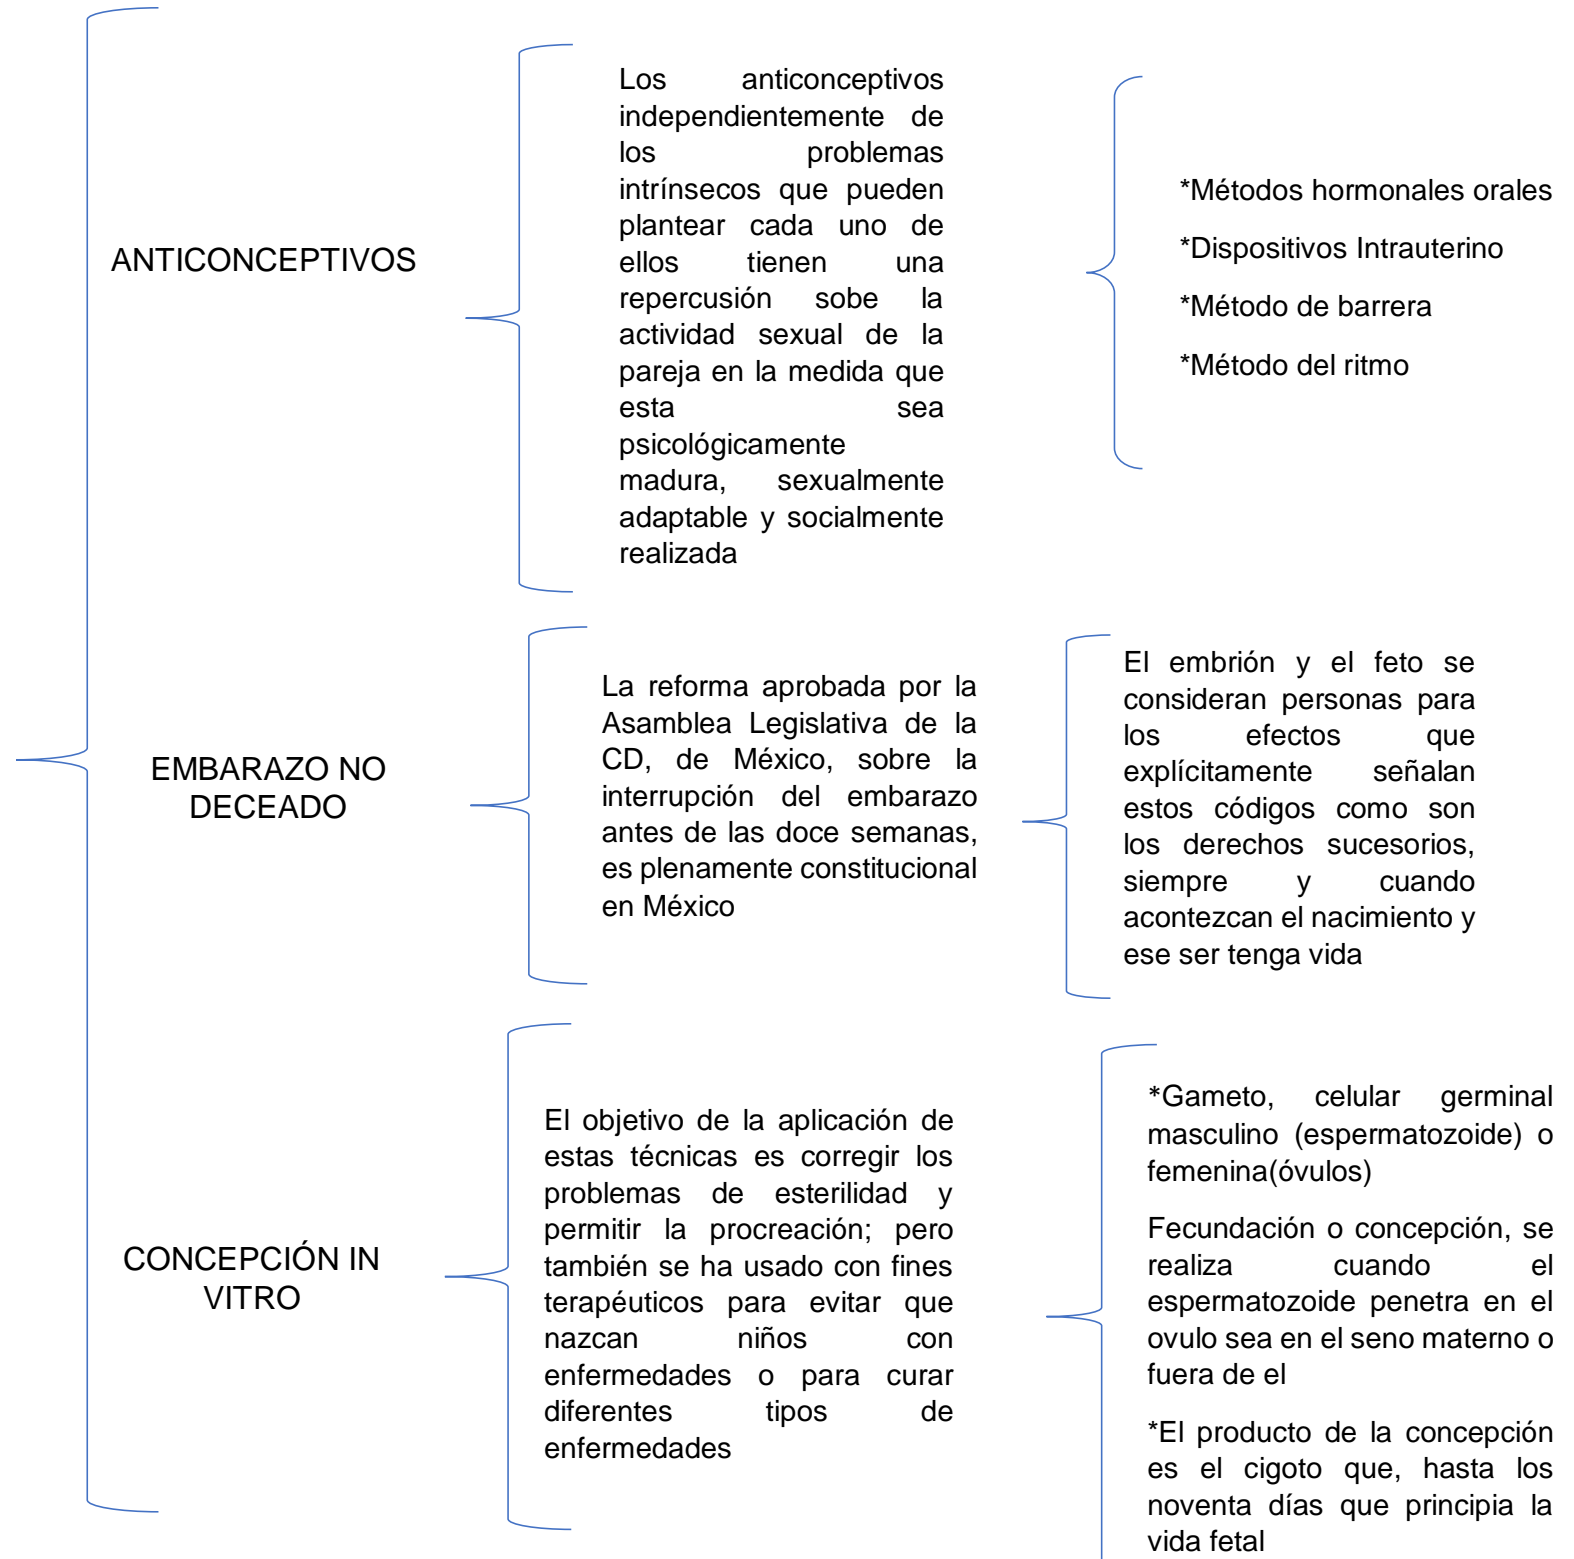 ANTICONCEPTIVOS
Los anticonceptivos
independientemente de
los problemas
intrínsecos que pueden
plantear cada uno de
ellos tienen una
repercusión sobe la
actividad sexual de la
pareja en la medida que
esta sea
psicológicamente
madura, sexualmente
adaptable y socialmente
realizada
*Métodos hormonales orales
*Dispositivos Intrauterino
*Método de barrera
*Método del ritmo
EMBARAZO NO
DECEADO
La reforma aprobada por la
Asamblea Legislativa de la
CD, de México, sobre la
interrupción del embarazo
antes de las doce semanas,
es plenamente constitucional
en México
El embrión y el feto se
consideran personas para
los efectos que
explícitamente señalan
estos códigos como son
los derechos sucesorios,
siempre y cuando
acontezcan el nacimiento y
ese ser tenga vida
CONCEPCIÓN IN
VITRO
El objetivo de la aplicación de
estas técnicas es corregir los
problemas de esterilidad y
permitir la procreación; pero
también se ha usado con fines
terapéuticos para evitar que
nazcan niños con
enfermedades o para curar
diferentes tipos de
enfermedades
*Gameto, celular germinal
masculino (espermatozoide) o
femenina(óvulos)
Fecundación o concepción, se
realiza cuando el
espermatozoide penetra en el
ovulo sea en el seno materno o
fuera de el
*El producto de la concepción
es el cigoto que, hasta los
noventa días que principia la
vida fetal